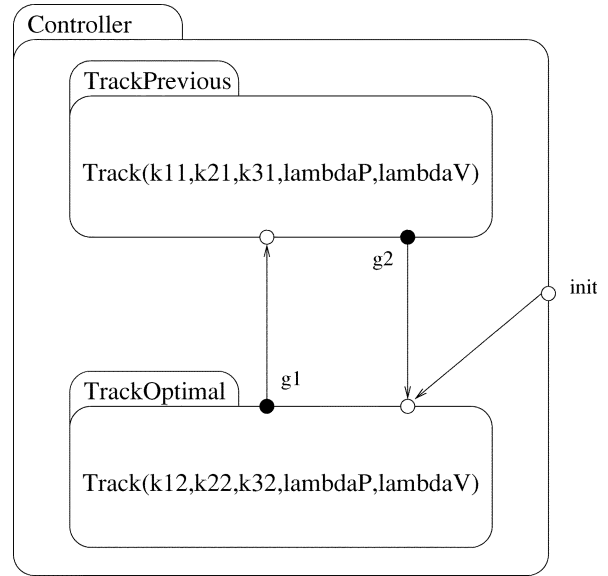 Controller
TrackPrevious
Track(k11,k21,k31,lambdaP,lambdaV)
g2
init
g1
TrackOptimal
Track(k12,k22,k32,lambdaP,lambdaV)